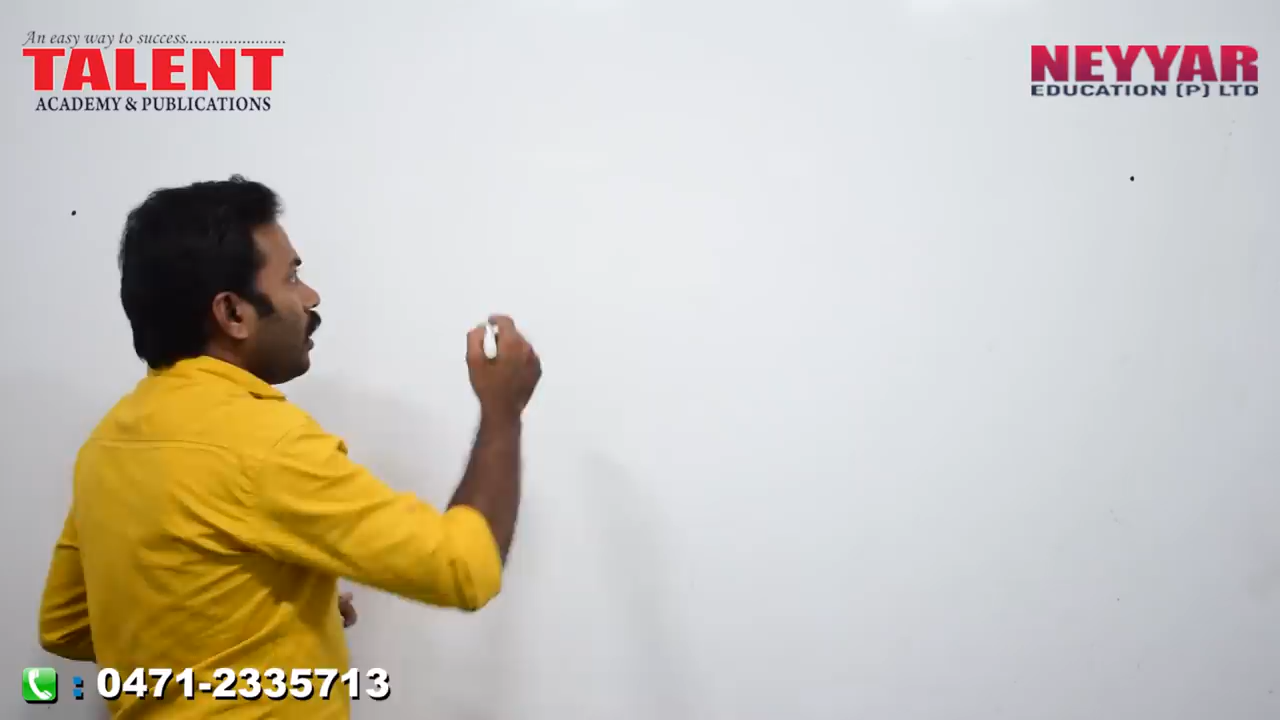 An easy way to success........................
TALENT
ACADEMY & PUBLICATIONS
NEYYAR
EDUCATION (P) LTD
: 0471-2335713